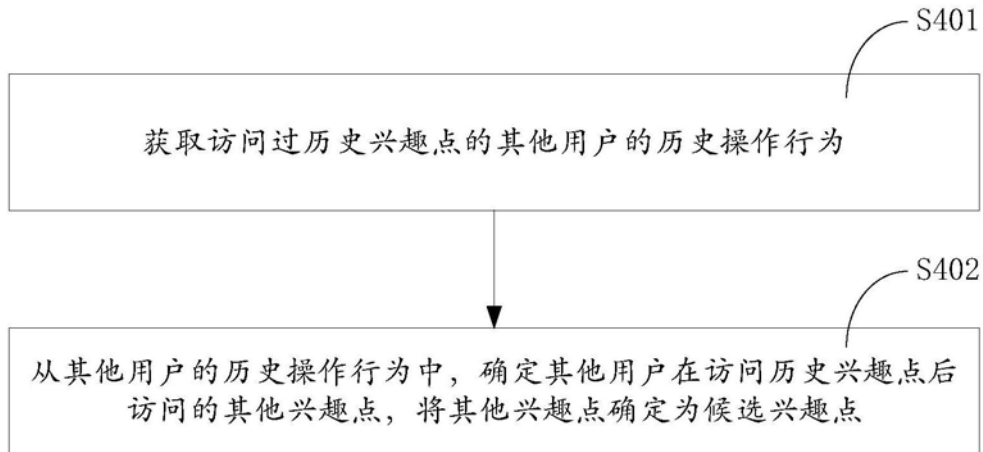 S401
获取访问过历史兴趣点的其他用户的历史操作行为
S402
从其他用户的历史操作行为中，确定其他用户在访问历史兴趣点后
访问的其他兴趣点，将其他兴趣点确定为候选兴趣点